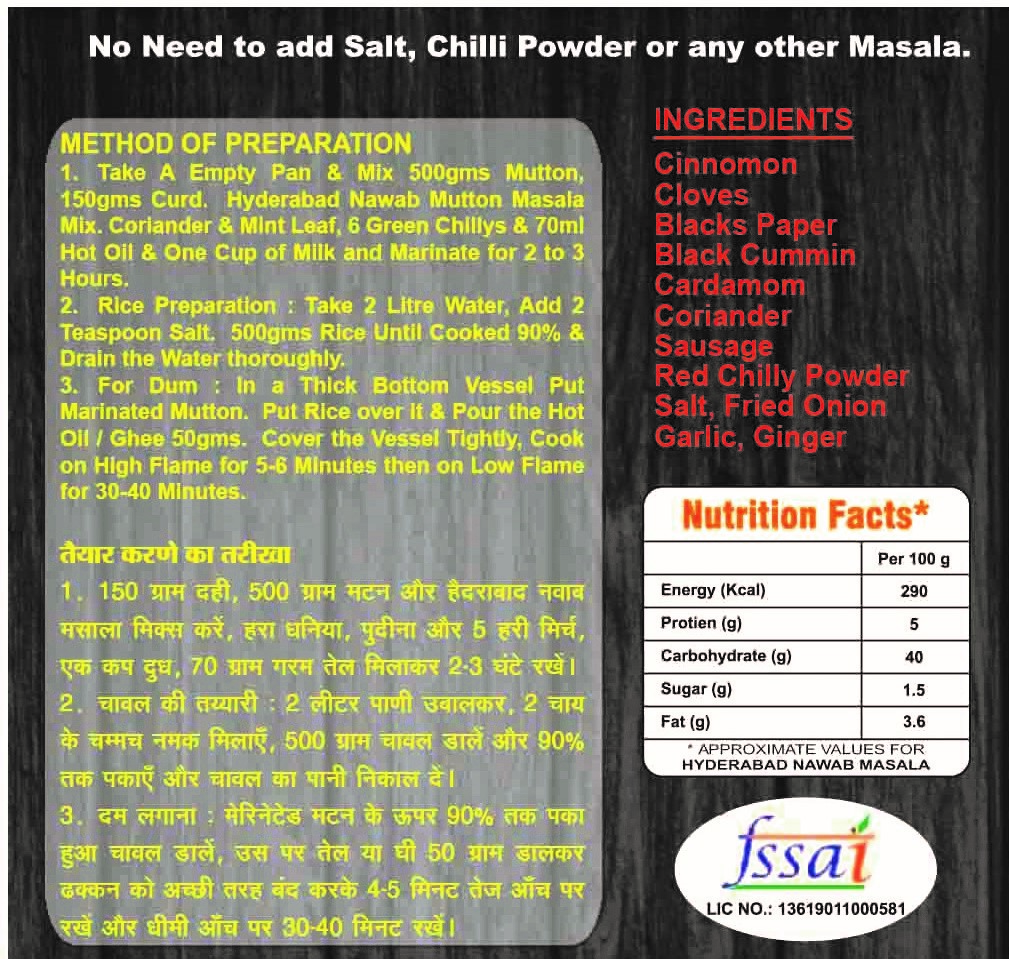 No Need to add Salt, Chilli Powder or any other Masala.
METHOD OF PREPARATION
1. Take A Empty Pan & Mix 500gms Mutton,
150gms Curd. Hyderabad Nawab Mutton Masala
Mix. Coriander & Mint Leaf, 6 Green Chillys & 70ml
Hot Oil & One Cup of Milk and Marinate for 2 to 3
Hours.
2. Rice Preparation : Take 2 Litre Water, Add 2
Teaspoon Salt. 500gms Rice Until Cooked 90% &
Drain the Water thoroughly.
3. For Dum : In a Thick Bottom Vessel Put
Marinated Mutton. Put Rice over it & Pour the Hot
Oil / Ghee 50gms. Cover the Vessel Tightly, Cook
on High Flame for 5-6 Minutes then on Low Flame
for 30-40 Minutes.
तैयार करणे का तरीखा
1. 150 ग्राम दही, 500 ग्राम मटन और हैदराबाद नवाब
मसाला मिक्स करें, हरा धनिया, पुदीना और 5 हरी मिर्च,
एक कप दुध, 70 ग्राम गरम तेल मिलाकर 2-3 घंटे रखें।
2. चावल की तय्यारी : 2 लीटर पाणी उबालकर, 2 चाय
के चम्मच नमक मिलाएँ, 500 ग्राम चावल डालें और 90%
तक पकाएँ और चावल का पानी निकाल दें।
3. दम लगाना : मेरिनेटेड मटन के ऊपर 90% तक पका
हुआ चावल डालें, उस पर तेल या घी 50 ग्राम डालकर
ढक्कन को अच्छी तरह बंद करके 4-5 मिनट तेज आँच पर
रखें और धीमी आँच पर 30-40 मिनट रखें।
INGREDIENTS
Cinnomon
Cloves
Blacks Paper
Black Cummin
Cardamom
Coriander
Sausage
Red Chilly Powder
Salt, Fried Onion
Garlic, Ginger
Nutrition Facts*
Per 100 g
Energy (Kcal) 290
Protien (g) 5
Carbohydrate (g) 40
Sugar (g) 1.5
Fat (g) 3.6
* APPROXIMATE VALUES FOR
HYDERABAD NAWAB MASALA
fssai
LIC NO.: 13619011000581